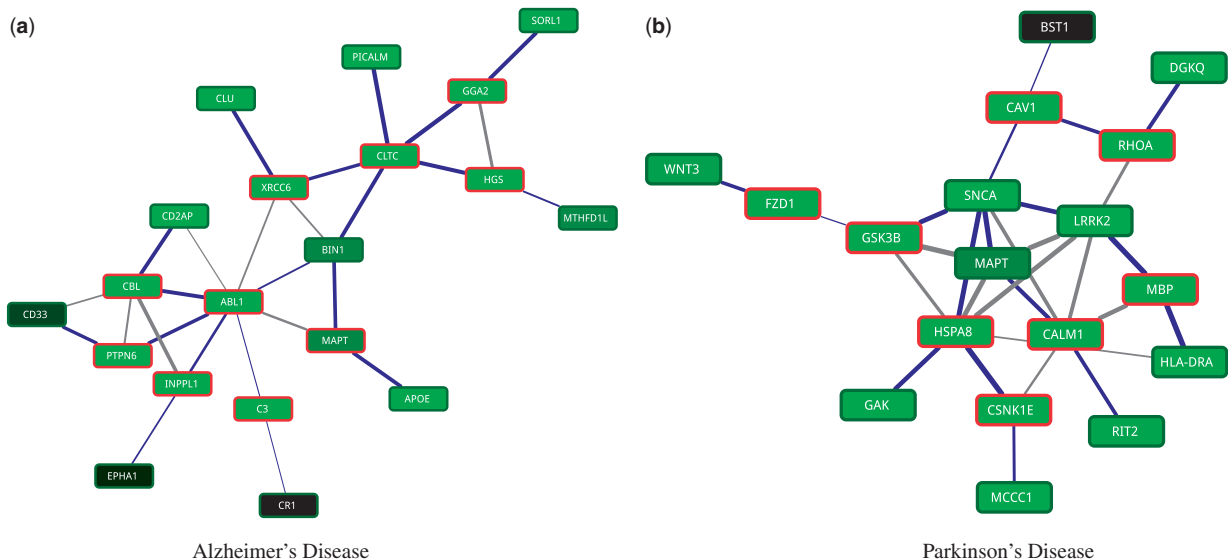 (a)
SORL1
PICALM
GGA2
CLU
CLTC
XRCC6
HGS
CD2AP
MTHFD1L
BIN1
CBL
ABL1
CD33
MAPT
PTPN6
INPPL1
C3
APOE
EPHA1
CR1
Alzheimer's Disease
(b)
BST1
DGKQ
CAV1
RHOA
WNT3
SNCA
FZD1
LRRK2
GSK3B
MAPT
MBP
HSPA8
CALM1
HLA-DRA
GAK
CSNK1E
RIT2
MCCC1
Parkinson's Disease